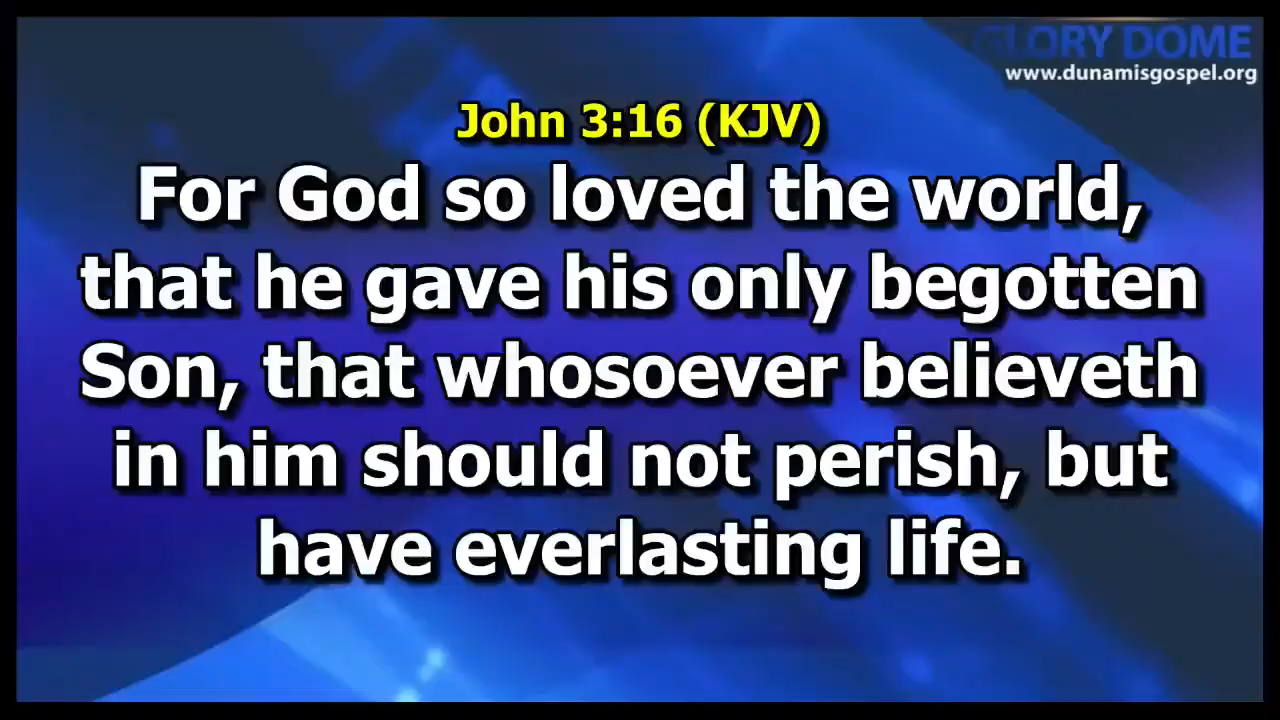 GLORY DOME
www.dunamisgospel.org
John 3:16 (KJV)
For God so loved the world,
that he gave his only begotten
Son, that whosoever believeth
in him should not perish, but
have everlasting life.